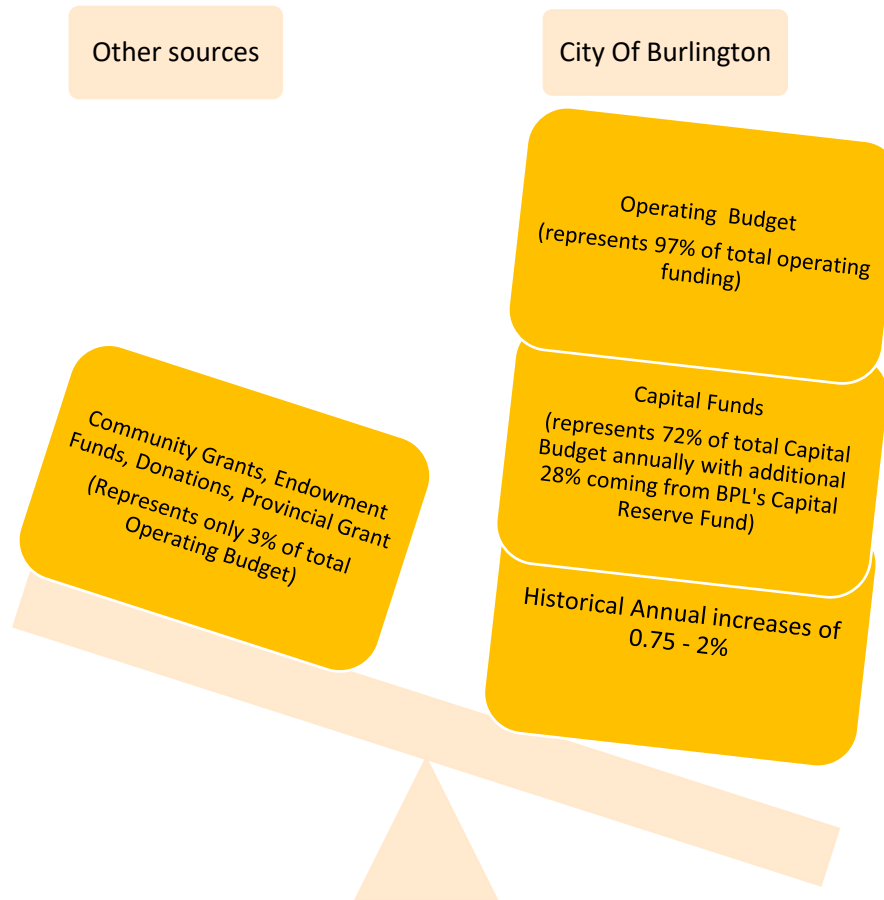 Other sources
City Of Burlington
Operating Budget
(represents 97% of total operating
funding)
Capital Funds
(represents 72% of total Capital
Budget annually with additional
28% coming from BPL's Capital
Reserve Fund)
Historical Annual increases of
0.75 - 2%
Community Grants, Endowment
Funds, Donations, Provincial Grant
(Represents only 3% of total
Operating Budget)